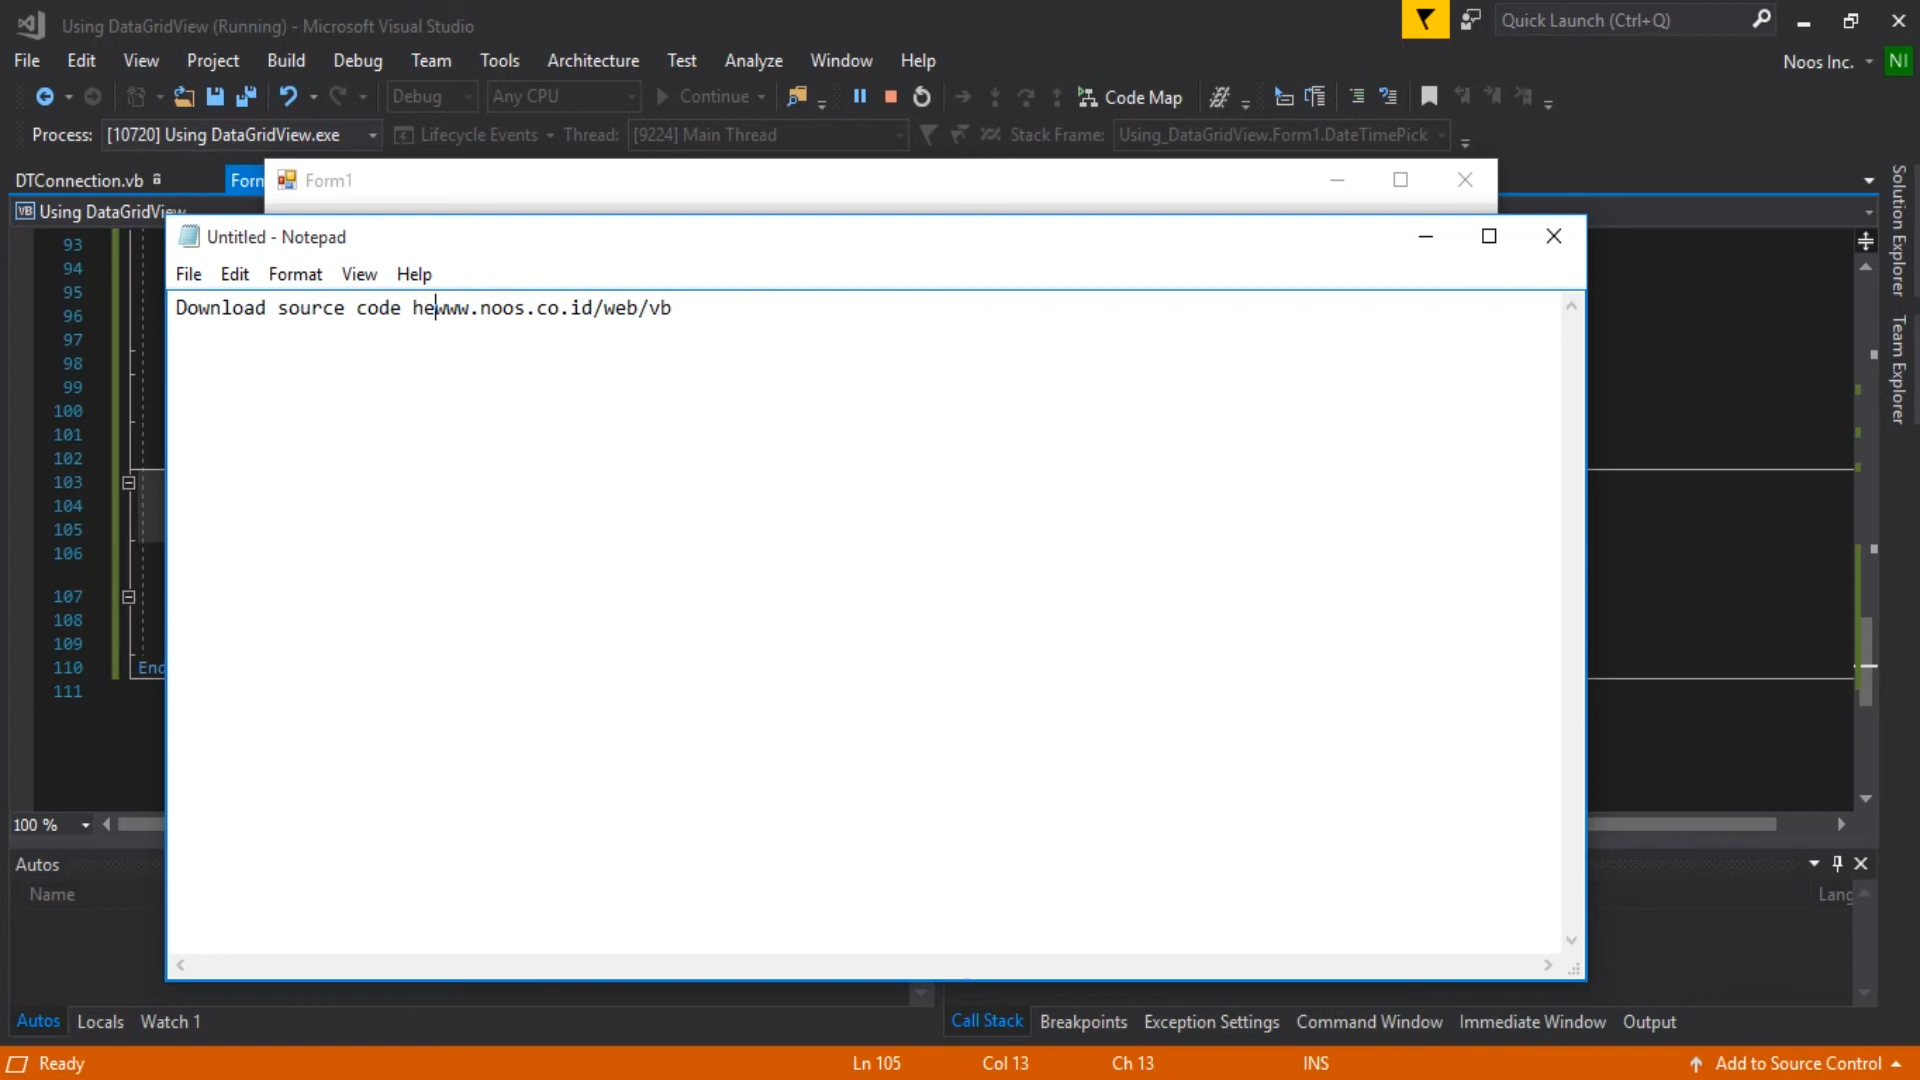 Using DataGridView (Running) - Microsoft Visual Studio
Quick Launch (Ctrl+Q)
File Edit View Project Build Debug Team Tools Architecture Test Analyze Window Help
Noos Inc. NI
Debug Any CPU Continue Code Map
Process: [10720] Using DataGridView.exe Lifecycle Events Thread: [9224] Main Thread Stack Frame: Using_DataGridView.Form1.DateTimePick
DTConnection.vb Form
Form1
VB Using DataGridView
Untitled - Notepad
File Edit Format View Help
Download source code hewww.noos.co.id/web/vb
93
94
95
96
97
98
99
100
101
102
103
104
105
106
107
108
109
110 End
111
Solution Explorer
Team Explorer
100 %
Autos
Name
Lang
Autos Locals Watch 1
Call Stack Breakpoints Exception Settings Command Window Immediate Window Output
Ready Ln 105 Col 13 Ch 13 INS Add to Source Control